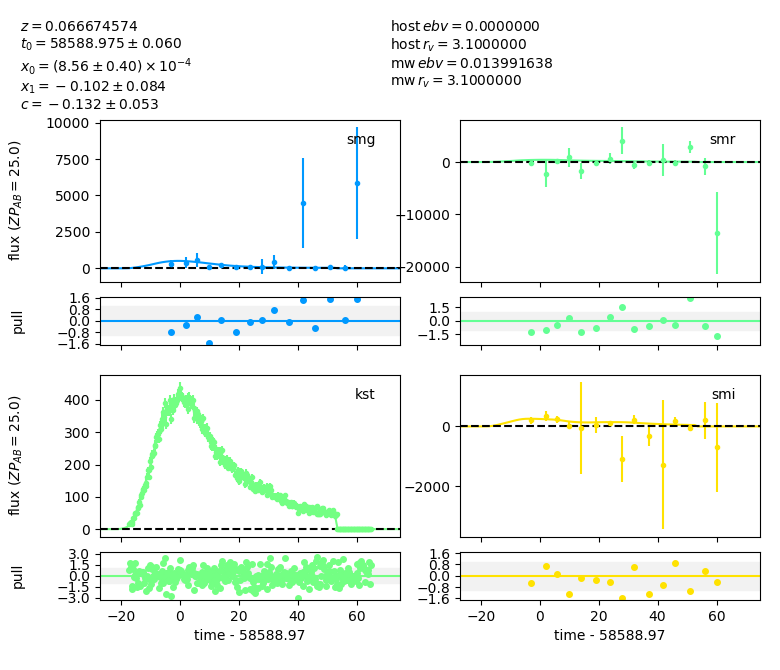 z = 0.066674574
t₀ = 58588.975 ± 0.060
x₀ = (8.56 ± 0.40) × 10⁻⁴
x₁ = − 0.102 ± 0.084
c = − 0.132 ± 0.053
host ebv = 0.0000000
host r_v = 3.1000000
mw ebv = 0.013991638
mw r_v = 3.1000000
flux (ZP_AB = 25.0)
10000
7500
5000
2500
0
smg
0
−10000
−20000
smr
pull
1.6
0.8
0.0
−0.8
−1.6
1.5
0.0
−1.5
flux (ZP_AB = 25.0)
400
300
200
100
0
kst
0
−2000
smi
pull
3.0
1.5
0.0
−1.5
−3.0
−20 0 20 40 60
time - 58588.97
1.6
0.8
0.0
−0.8
−1.6
−20 0 20 40 60
time - 58588.97